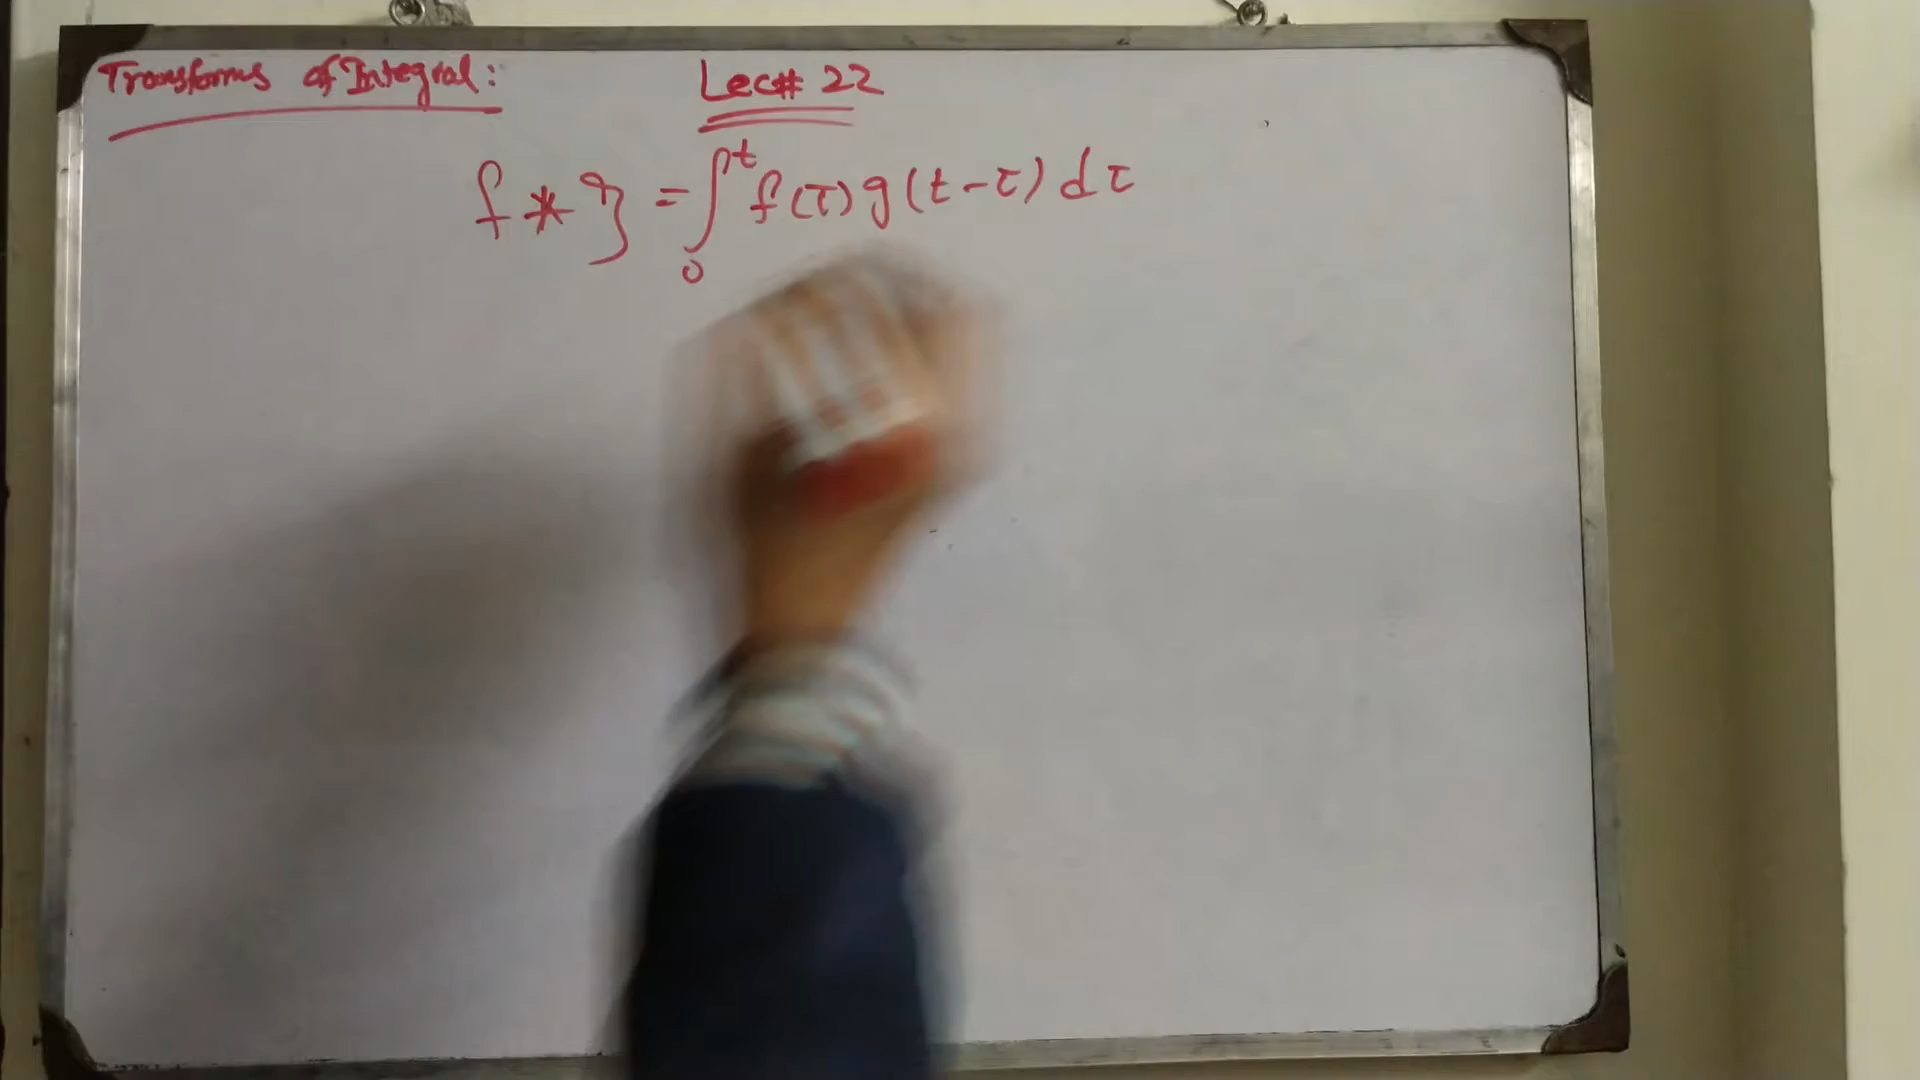 Transforms of Integral:
Lec# 22
f * g = ∫₀ᵗ f(τ) g(t-τ) dτ